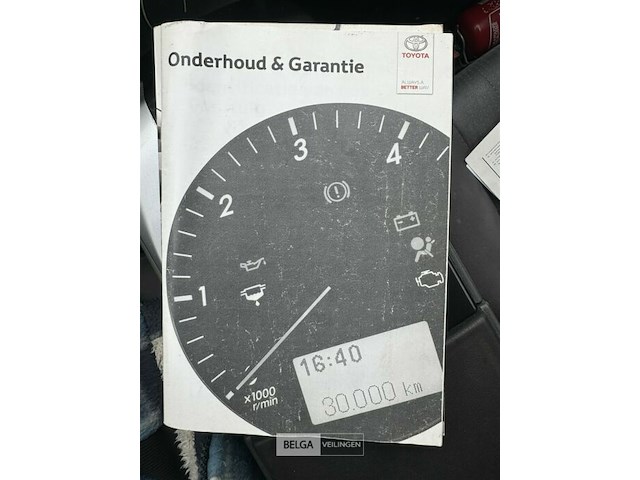 Onderhoud & Garantie
TOYOTA
ALWAYS A
BETTER WAY
1
2
3
4
x1000
r/min
16:40
30.000 km
BELGA VEILINGEN